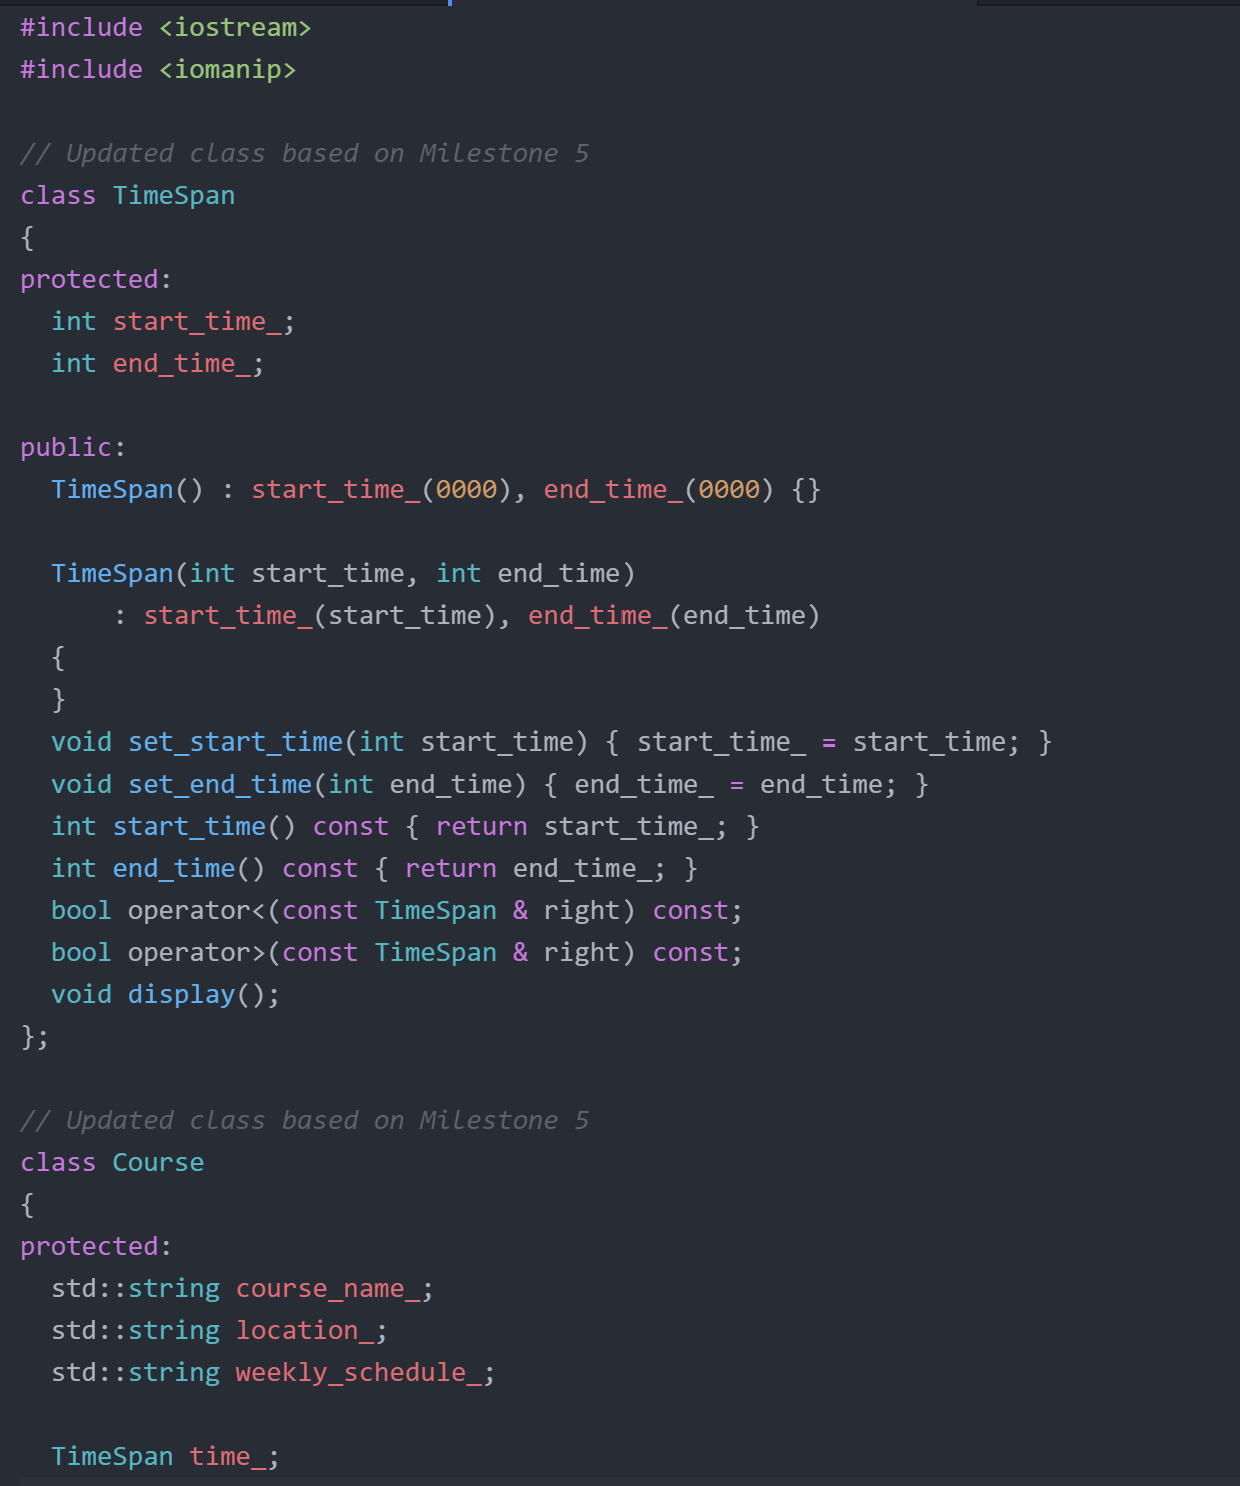 #include <iostream>
#include <iomanip>
// Updated class based on Milestone 5
class TimeSpan
{
protected:
  int start_time_;
  int end_time_;
public:
  TimeSpan() : start_time_(0000), end_time_(0000) {}
  TimeSpan(int start_time, int end_time)
      : start_time_(start_time), end_time_(end_time)
  {
  }
  void set_start_time(int start_time) { start_time_ = start_time; }
  void set_end_time(int end_time) { end_time_ = end_time; }
  int start_time() const { return start_time_; }
  int end_time() const { return end_time_; }
  bool operator<(const TimeSpan & right) const;
  bool operator>(const TimeSpan & right) const;
  void display();
};
// Updated class based on Milestone 5
class Course
{
protected:
  std::string course_name_;
  std::string location_;
  std::string weekly_schedule_;
  TimeSpan time_;